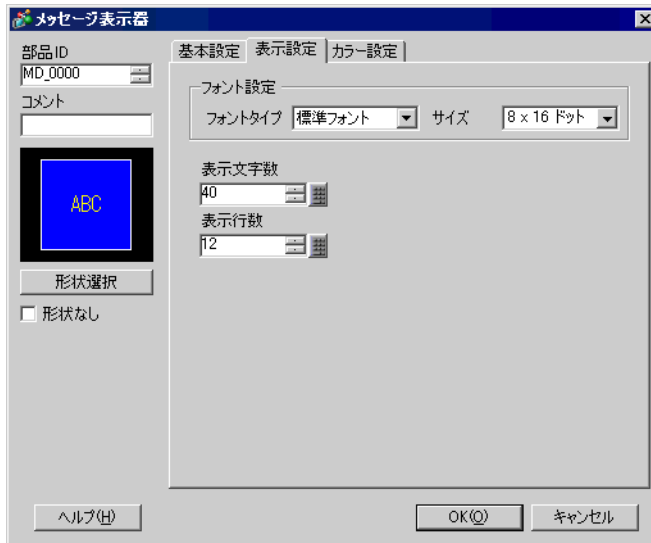 メッセージ表示器
部品ID
MD_0000
コメント
ABC
形状選択
形状なし
基本設定 表示設定 カラー設定
フォント設定
フォントタイプ 標準フォント サイズ 8 x 16 ドット
表示文字数
40
表示行数
12
ヘルプ(H) OK(O) キャンセル